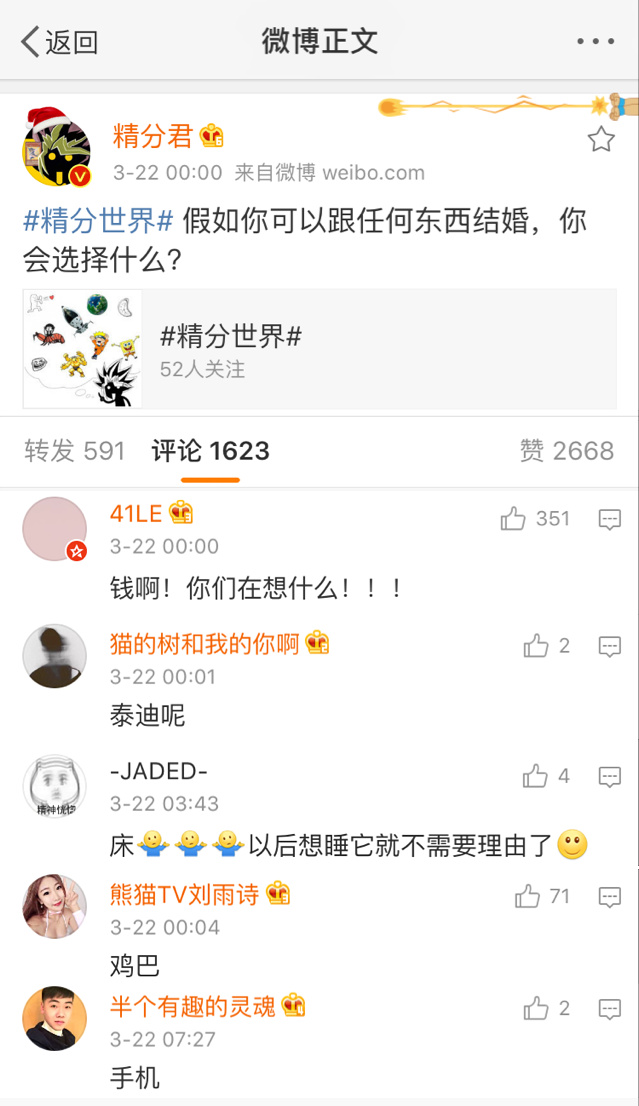 返回
微博正文
精分君
3-22 00:00 来自微博 weibo.com
#精分世界# 假如你可以跟任何东西结婚，你
会选择什么?
#精分世界#
52人关注
转发 591 评论 1623 赞 2668
41LE
351
3-22 00:00
钱啊！你们在想什么！！！
猫的树和我的你啊
2
3-22 00:01
泰迪呢
-JADED-
4
3-22 03:43
精神恍惚
床🤷‍♂️🤷‍♂️🤷‍♂️以后想睡它就不需要理由了🙂
熊猫TV刘雨诗
71
3-22 00:04
鸡巴
半个有趣的灵魂
2
3-22 07:27
手机